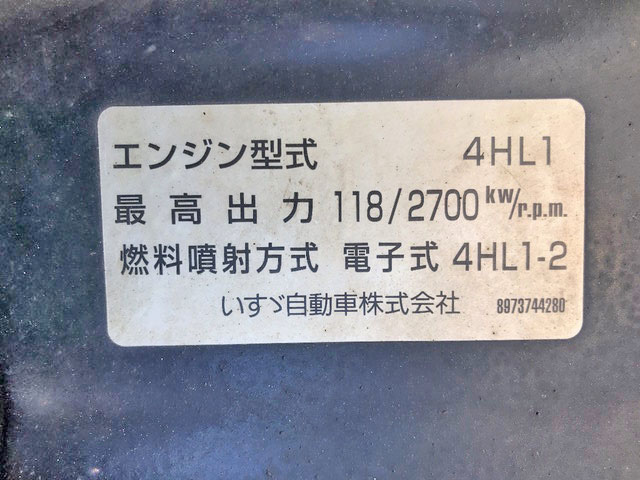 エンジン型式 4HL1
最高出力 118/2700 kw/r.p.m.
燃料噴射方式 電子式 4HL1-2
いすゞ自動車株式会社 8973744280